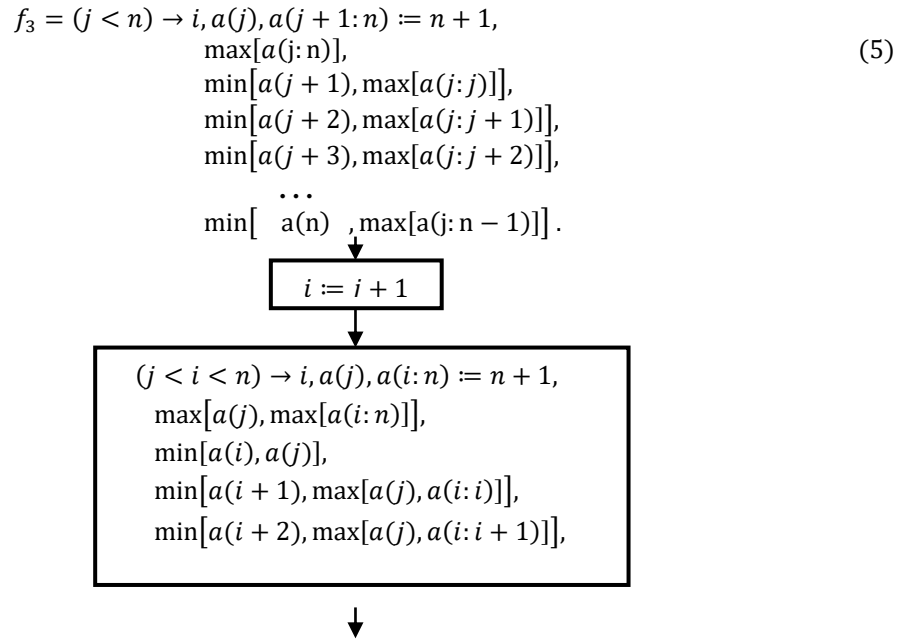 f₃ = (j < n) → i, a(j), a(j + 1: n) ≔ n + 1,
max[a(j: n)], (5)
min[a(j + 1), max[a(j: j)]],
min[a(j + 2), max[a(j: j + 1)]],
min[a(j + 3), max[a(j: j + 2)]],
...
min[ a(n) , max[a(j: n − 1)]] .
i ≔ i + 1
(j < i < n) → i, a(j), a(i: n) ≔ n + 1,
max[a(j), max[a(i: n)]],
min[a(i), a(j)],
min[a(i + 1), max[a(j), a(i: i)]],
min[a(i + 2), max[a(j), a(i: i + 1)]],